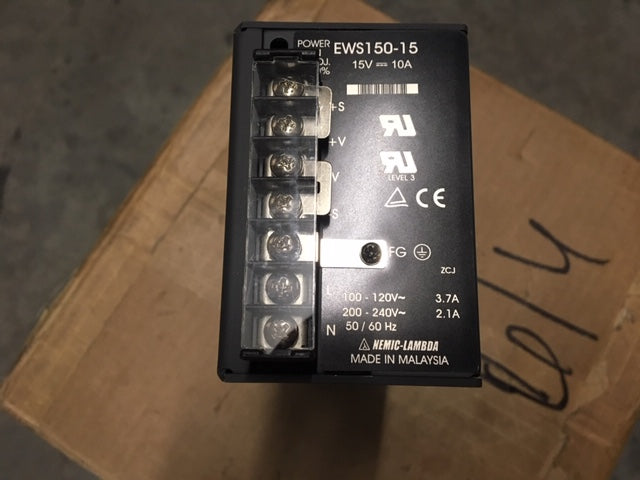 POWER
EWS150-15
15V ⎓ 10A
+S
+V
V
S
LEVEL 3
CE
FG
ZCJ
L
100 - 120V~ 3.7A
200 - 240V~ 2.1A
N 50 / 60 Hz
NEMIC-LAMBDA
MADE IN MALAYSIA